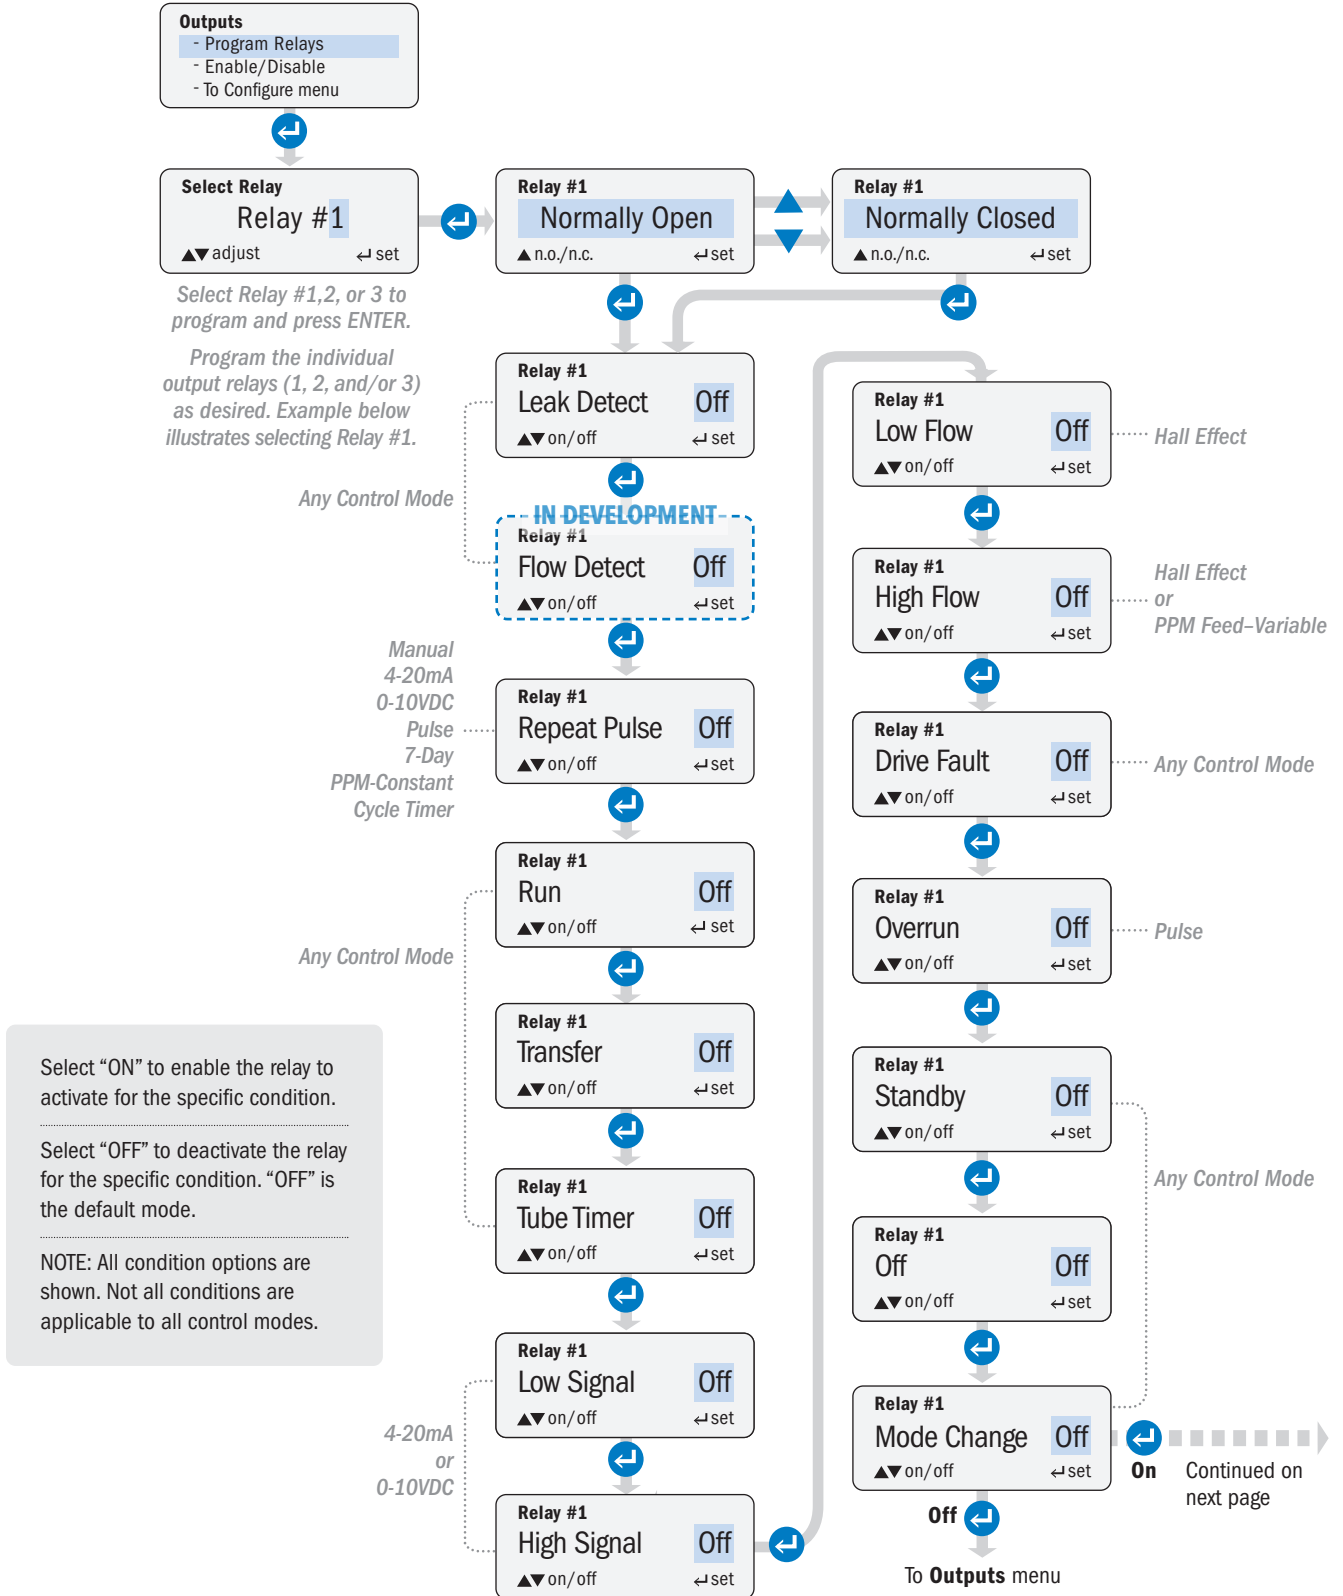 Outputs
- Program Relays
- Enable/Disable
- To Configure menu
Select Relay
Relay #1
▲▼ adjust ↵ set
Select Relay #1,2, or 3 to
program and press ENTER.
Program the individual
output relays (1, 2, and/or 3)
as desired. Example below
illustrates selecting Relay #1.
Relay #1
Normally Open
▲ n.o./n.c. ↵ set
Relay #1
Normally Closed
▲ n.o./n.c. ↵ set
Relay #1
Leak Detect Off
▲▼ on/off ↵ set
Any Control Mode
IN DEVELOPMENT
Relay #1
Flow Detect Off
▲▼ on/off ↵ set
Manual
4-20mA
0-10VDC
Pulse
7-Day
PPM-Constant
Cycle Timer
Relay #1
Repeat Pulse Off
▲▼ on/off ↵ set
Relay #1
Run Off
▲▼ on/off ↵ set
Any Control Mode
Relay #1
Transfer Off
▲▼ on/off ↵ set
Relay #1
Tube Timer Off
▲▼ on/off ↵ set
Select “ON” to enable the relay to
activate for the specific condition.
Select “OFF” to deactivate the relay
for the specific condition. “OFF” is
the default mode.
NOTE: All condition options are
shown. Not all conditions are
applicable to all control modes.
Relay #1
Low Signal Off
▲▼ on/off ↵ set
4-20mA
or
0-10VDC
Relay #1
High Signal Off
▲▼ on/off ↵ set
Relay #1
Low Flow Off
▲▼ on/off ↵ set
Hall Effect
Relay #1
High Flow Off
▲▼ on/off ↵ set
Hall Effect
or
PPM Feed–Variable
Relay #1
Drive Fault Off
▲▼ on/off ↵ set
Any Control Mode
Relay #1
Overrun Off
▲▼ on/off ↵ set
Pulse
Relay #1
Standby Off
▲▼ on/off ↵ set
Any Control Mode
Relay #1
Off Off
▲▼ on/off ↵ set
Relay #1
Mode Change Off
▲▼ on/off ↵ set
On
Continued on
next page
Off
To Outputs menu